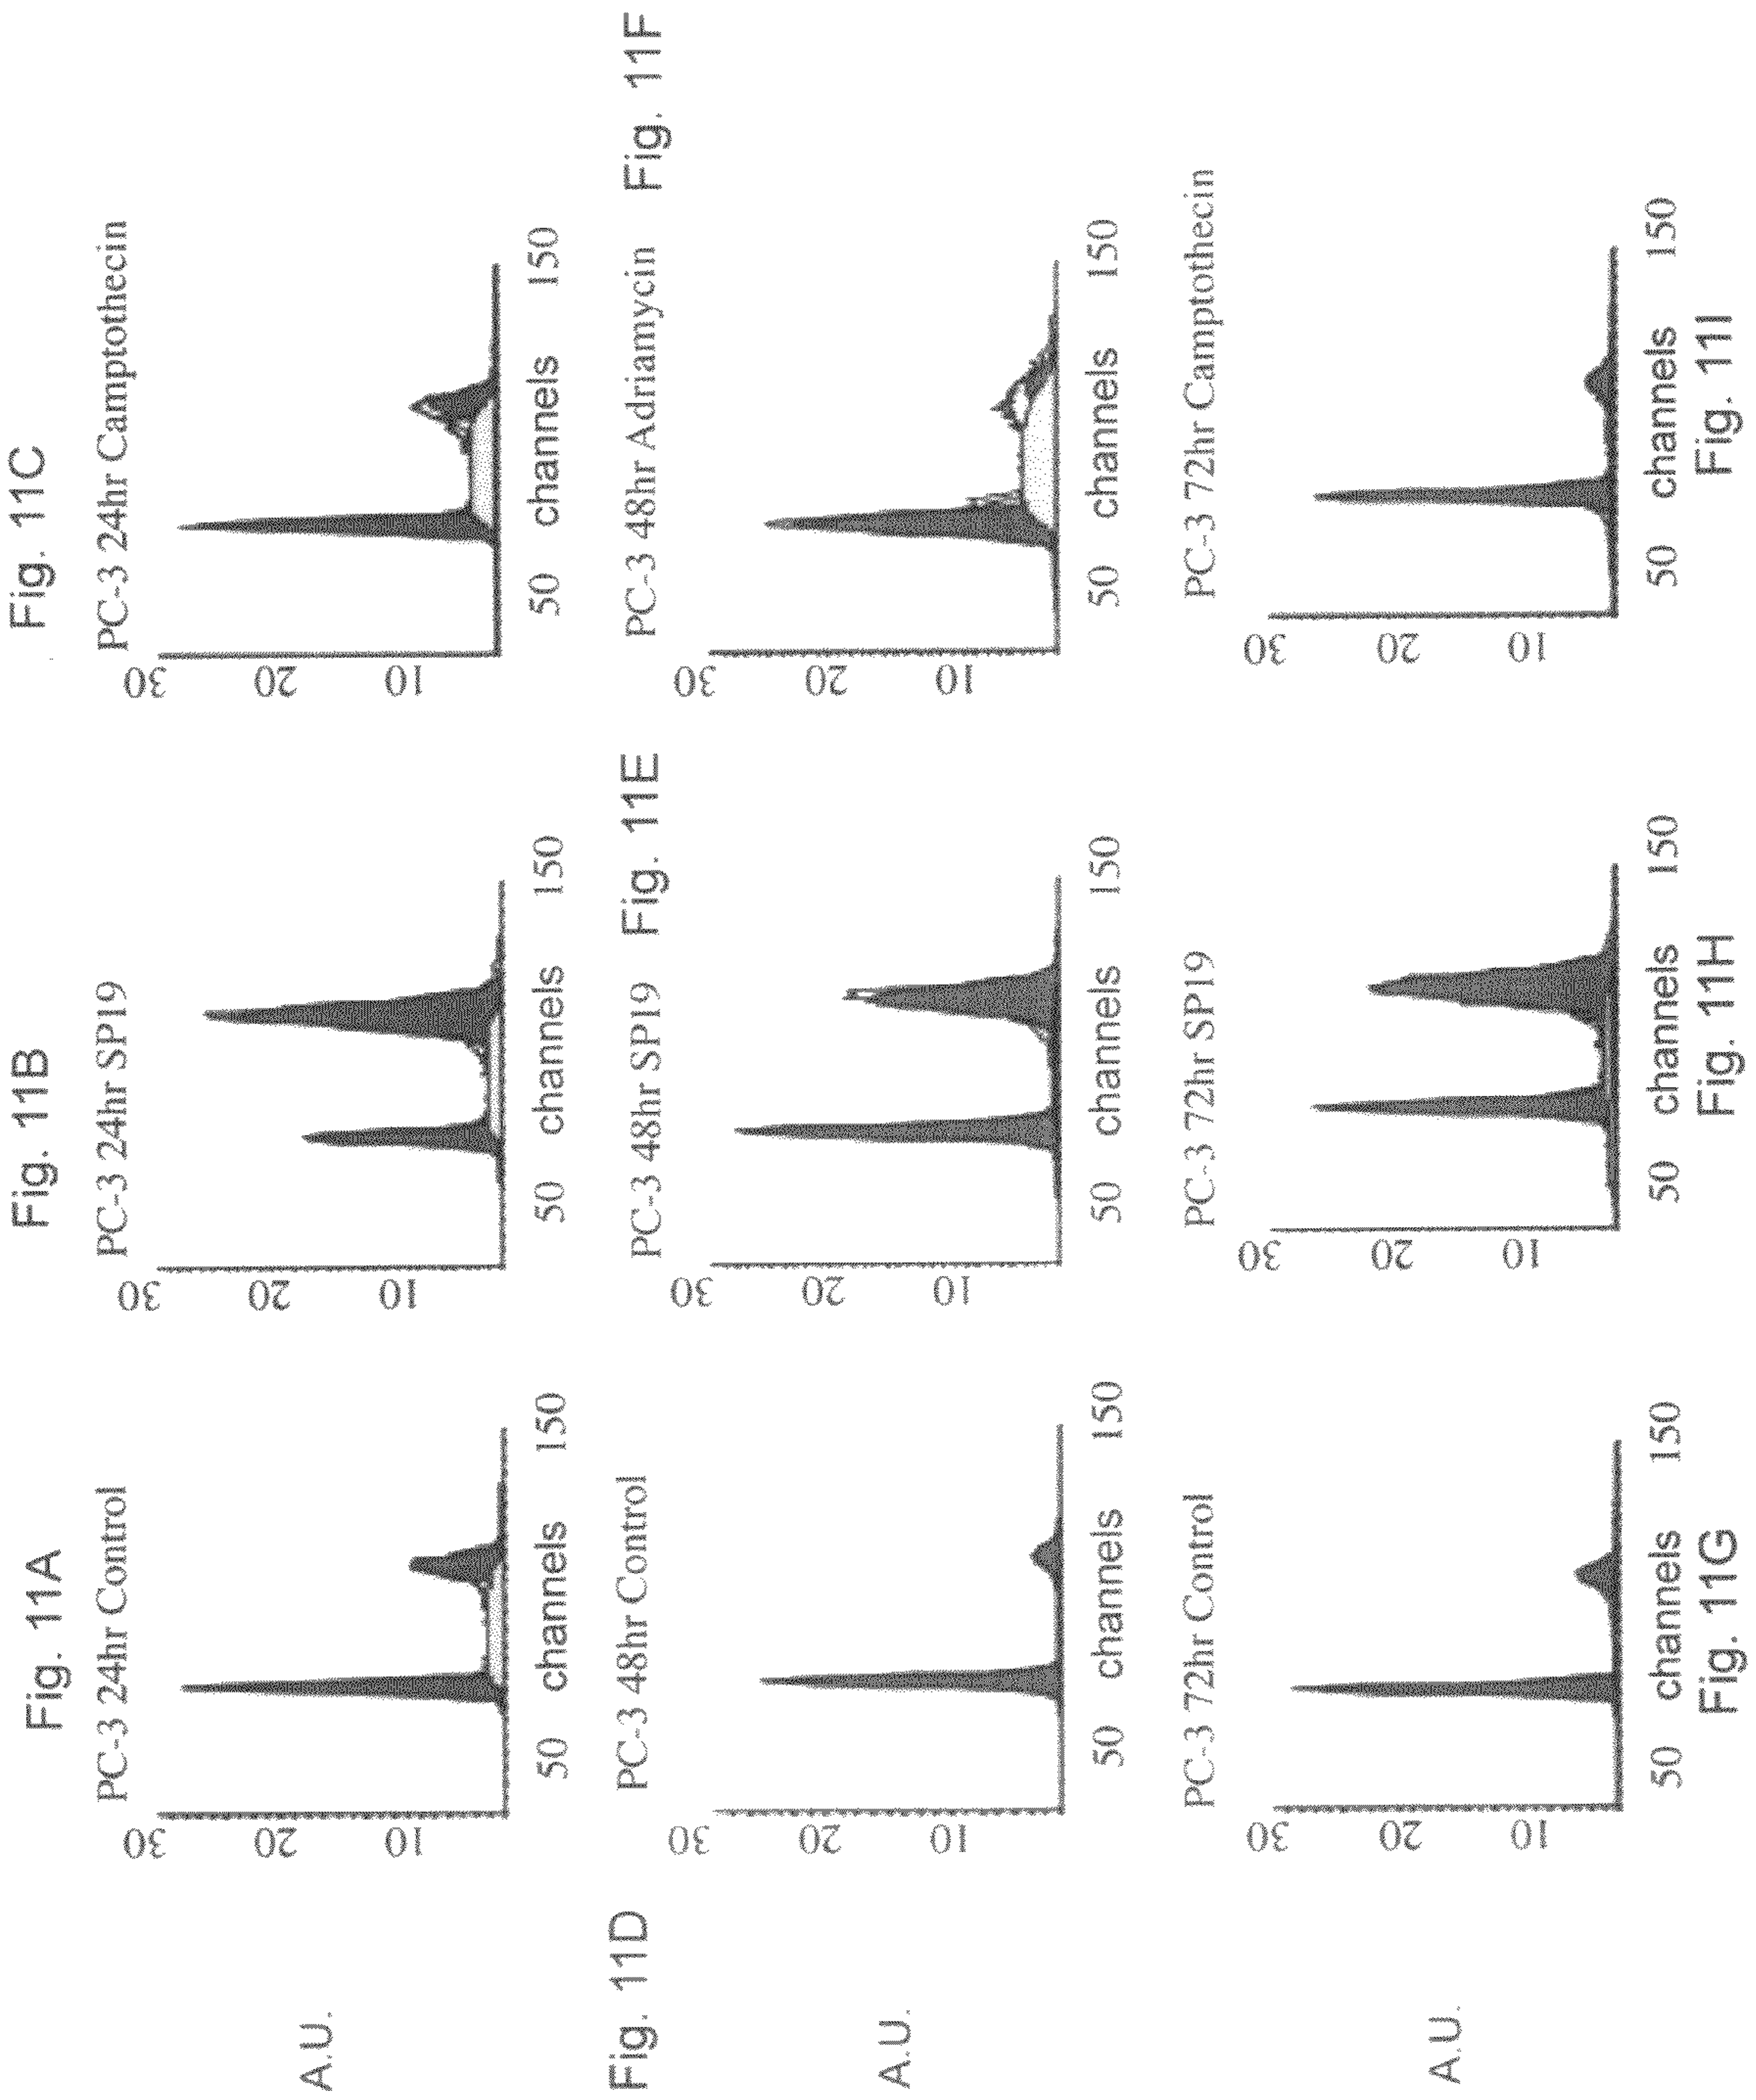 Fig. 11A
PC-3 24hr Control
A.U.
30
20
10
50 channels 150
Fig. 11B
PC-3 24hr SP19
30
20
10
50 channels 150
Fig. 11C
PC-3 24hr Camptothecin
30
20
10
50 channels 150
Fig. 11D
PC-3 48hr Control
A.U.
30
20
10
50 channels 150
Fig. 11E
PC-3 48hr SP19
30
20
10
50 channels 150
Fig. 11F
PC-3 48hr Adriamycin
30
20
10
50 channels 150
PC-3 72hr Control
A.U.
30
20
10
50 channels 150
Fig. 11G
PC-3 72hr SP19
30
20
10
50 channels 150
Fig. 11H
PC-3 72hr Camptothecin
30
20
10
50 channels 150
Fig. 11I